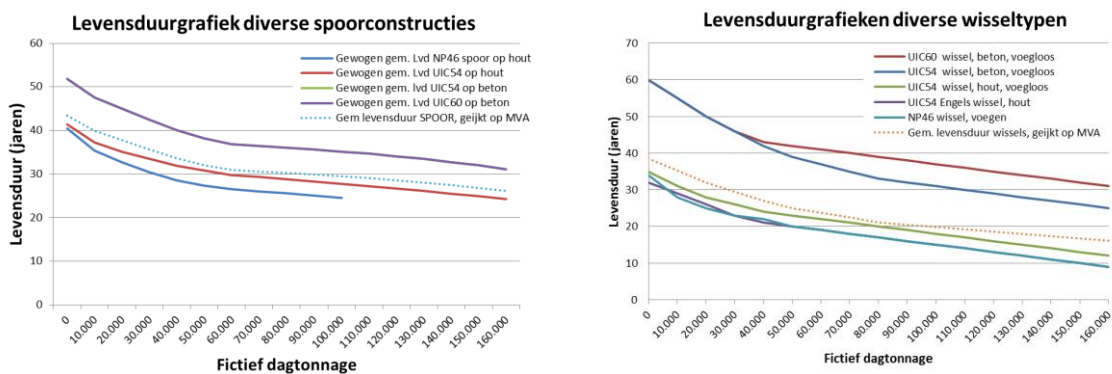 Levensduurgrafiek diverse spoorconstructies
60
50
40
30
20
10
0
Levensduur (jaren)
Gewogen gem. Lvd NP46 spoor op hout
Gewogen gem. Lvd UIC54 op hout
Gewogen gem. lvd UIC54 op beton
Gewogen gem. Lvd UIC60 op beton
Gem levensduur SPOOR, geijkt op MVA
0
10.000
20.000
30.000
40.000
50.000
60.000
70.000
80.000
90.000
100.000
110.000
120.000
130.000
140.000
150.000
160.000
Fictief dagtonnage
Levensduurgrafieken diverse wisseltypen
70
60
50
40
30
20
10
0
Levensduur (jaren)
UIC60 wissel, beton, voegloos
UIC54 wissel, beton, voegloos
UIC54 wissel, hout, voegloos
UIC54 Engels wissel, hout
NP46 wissel, voegen
Gem. levensduur wissels, geijkt op MVA
0
10.000
20.000
30.000
40.000
50.000
60.000
70.000
80.000
90.000
100.000
110.000
120.000
130.000
140.000
150.000
160.000
Fictief dagtonnage